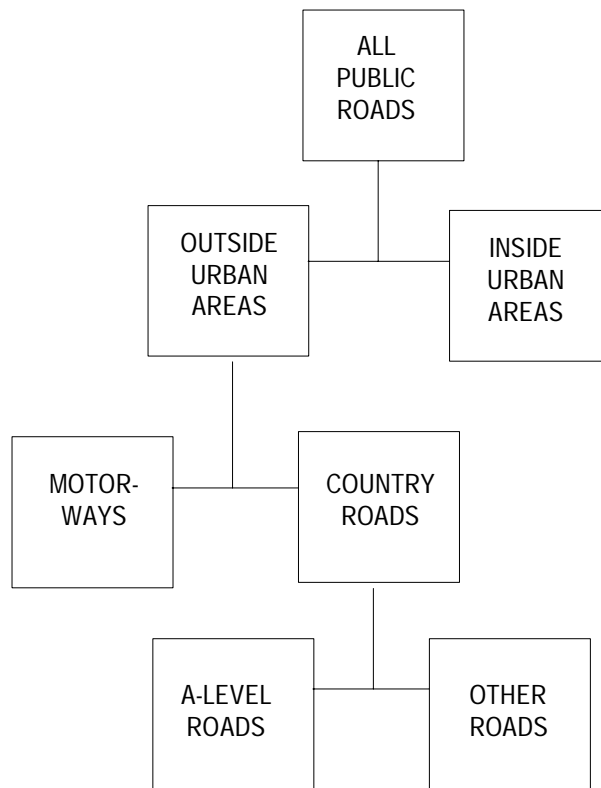 ALL
PUBLIC
ROADS
OUTSIDE
URBAN
AREAS
INSIDE
URBAN
AREAS
MOTOR-
WAYS
COUNTRY
ROADS
A-LEVEL
ROADS
OTHER
ROADS